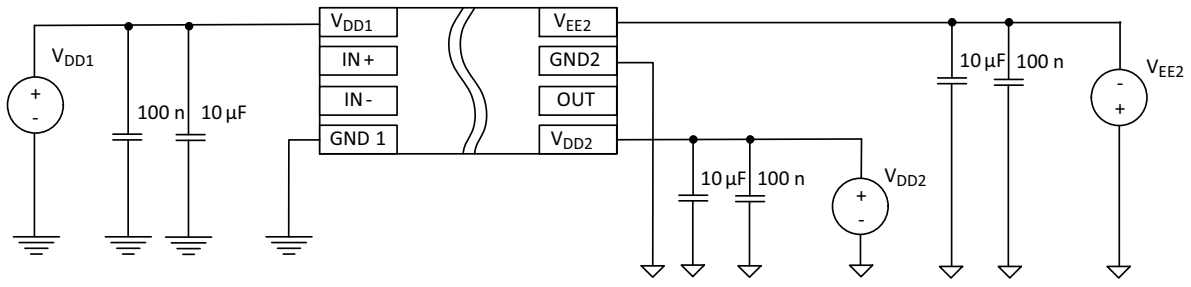 VDD1
+
-
100 n
10 µF
VDD1
IN+
IN-
GND 1
VEE2
GND2
OUT
VDD2
10 µF
100 n
VDD2
+
-
10 µF
100 n
VEE2
-
+